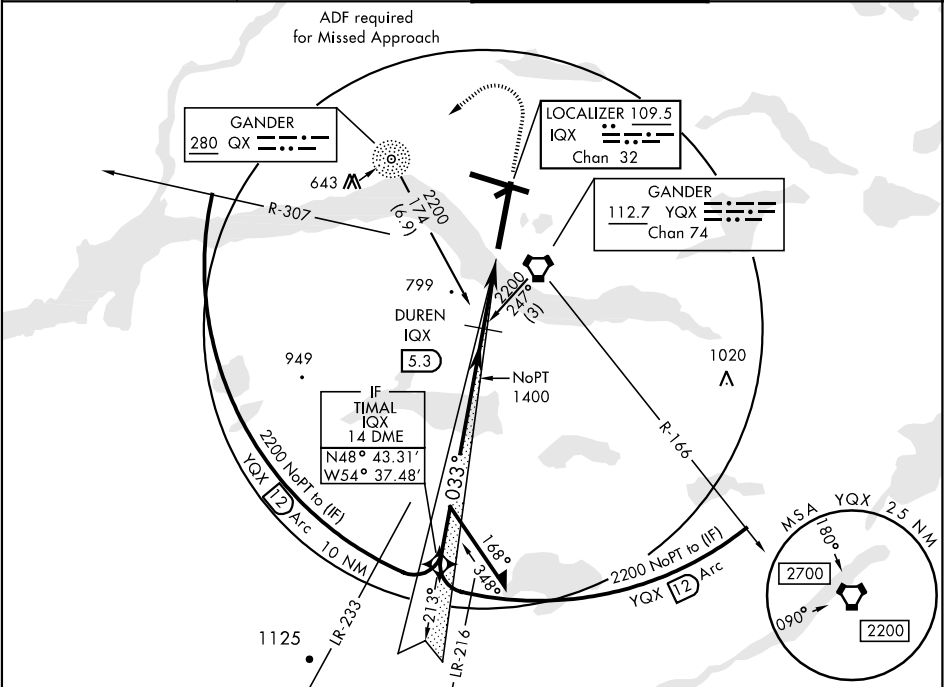 ADF required
for Missed Approach
GANDER
280 QX
LOCALIZER 109.5
IQX
Chan 32
GANDER
112.7 YQX
Chan 74
643
R-307
2200
174
(6.9)
799
DUREN
IQX
5.3
2200
247°
(3)
949
NoPT
1400
1020
IF
TIMAL
IQX
14 DME
N48° 43.31'
W54° 37.48'
R-166
2200 NoPT to (IF)
YQX 12 Arc
10 NM
033°
168°
348°
213°
2200 NoPT to (IF)
YQX 12 Arc
LR-233
LR-216
1125
MSA YQX 25 NM
180°
2700
090°
2200